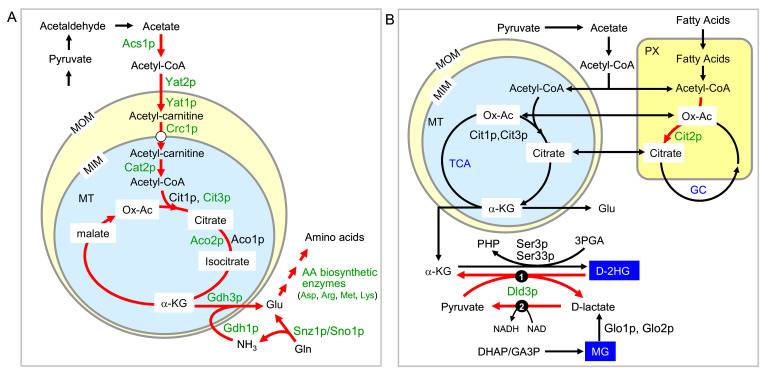 A
Acetaldehyde
Acetate
Acs1p
Pyruvate
Acetyl-CoA
Yat2p
MOM
Yat1p
Acetyl-carnitine
Crc1p
MIM
Acetyl-carnitine
Cat2p
Acetyl-CoA
MT
Cit1p, Cit3p
Ox-Ac
Citrate
malate
Aco2p
Aco1p
Isocitrate
Amino acids
AA biosynthetic
enzymes
(Asp, Arg, Met, Lys)
α-KG
Gdh3p
Glu
Gdh1p
Snz1p/Sno1p
NH3
Gln
B
Pyruvate
Acetate
Fatty Acids
MOM
PX
Acetyl-CoA
Fatty Acids
MIM
Acetyl-CoA
Acetyl-CoA
MT
Ox-Ac
Ox-Ac
Cit1p,Cit3p
Cit2p
Citrate
Citrate
TCA
GC
α-KG
Glu
PHP
Ser3p
Ser33p
3PGA
α-KG
D-2HG
1
Dld3p
Pyruvate
2
D-lactate
NADH
NAD
Glo1p, Glo2p
DHAP/GA3P
MG